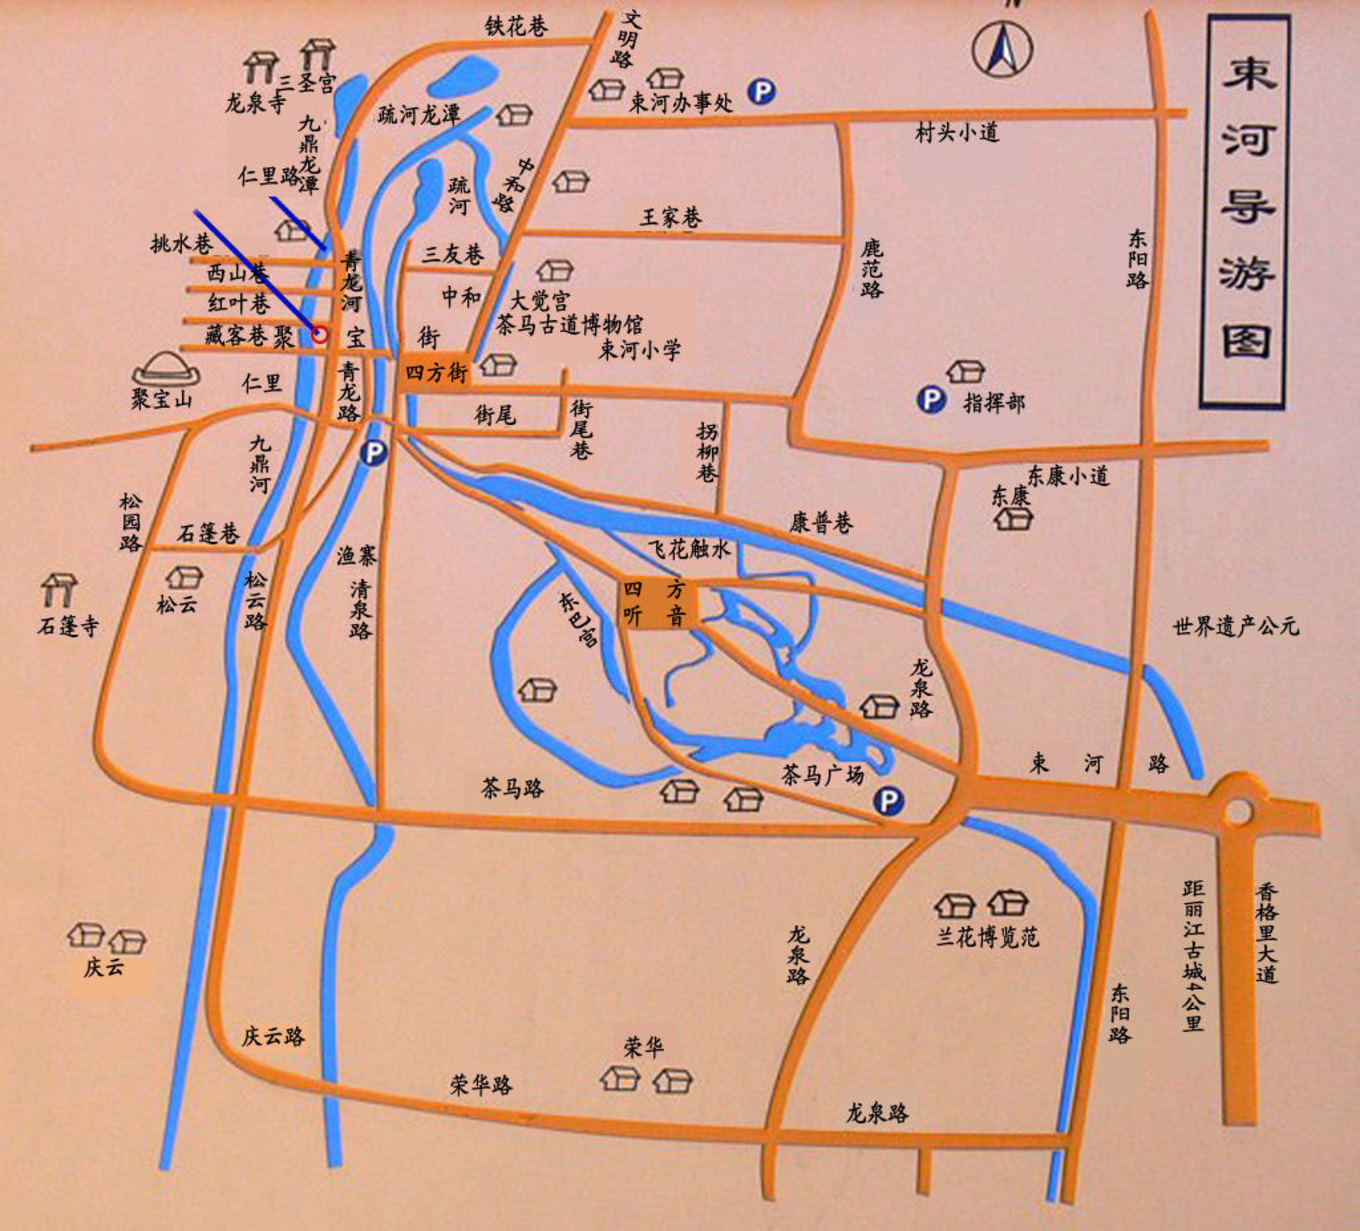 束河导游图
N
铁花巷
文明路
三圣宫
龙泉寺
九鼎龙潭
疏河龙潭
束河办事处
P
村头小道
仁里路
疏河
中和路
王家巷
挑水巷
西山巷
红叶巷
藏客巷
青龙河
三友巷
中和
大觉宫
茶马古道博物馆
束河小学
鹿范路
东阳路
聚宝街
四方街
聚宝山
仁里
青龙路
街尾
街尾巷
拐柳巷
P
指挥部
P
九鼎河
东康小道
东康
松园路
石蓬巷
渔寨
康普巷
飞花触水
松云
松云路
清泉路
石蓬寺
四方听音
东巴宫
世界遗产公元
龙泉路
茶马路
茶马广场
P
束河路
距丽江古城4公里
香格里大道
兰花博览范
龙泉路
庆云
东阳路
庆云路
荣华
荣华路
龙泉路